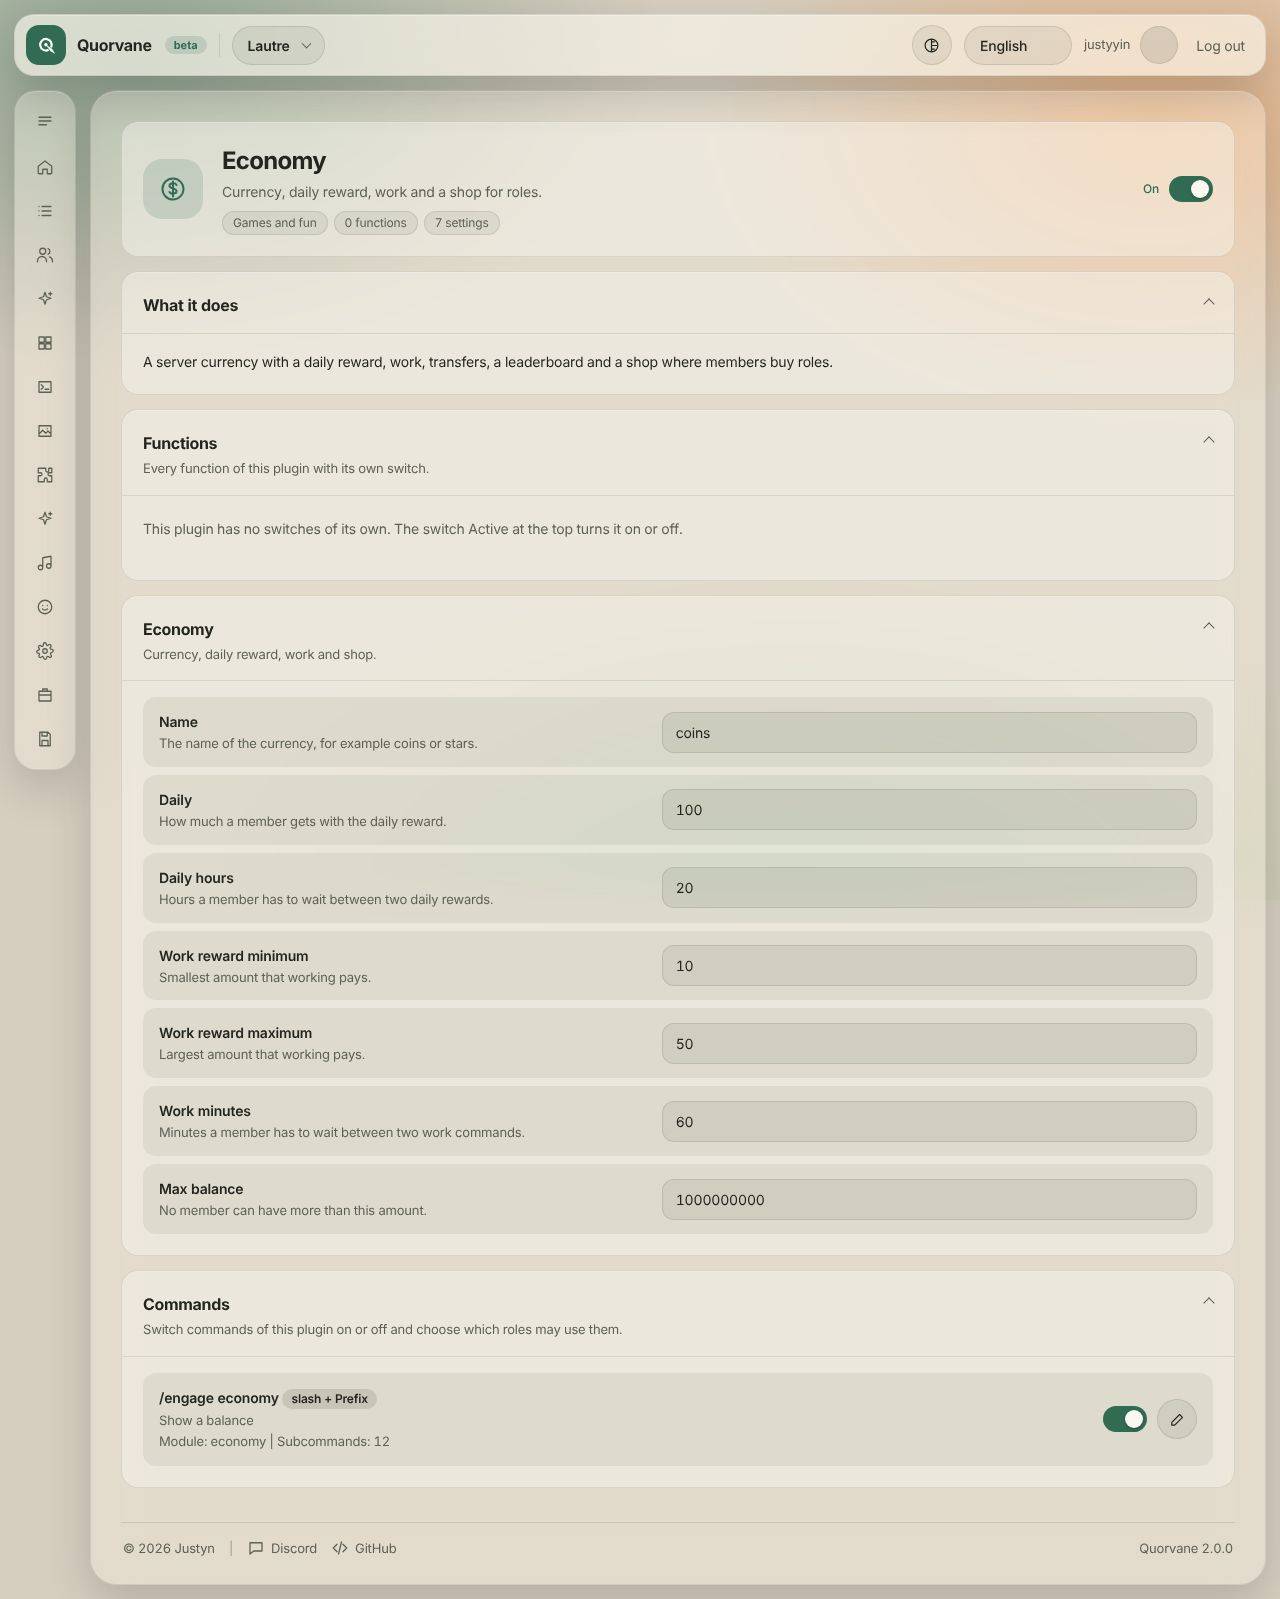 Quorvane beta Lautre English justyyin Log out
Economy
Currency, daily reward, work and a shop for roles.
Games and fun 0 functions 7 settings
On
What it does
A server currency with a daily reward, work, transfers, a leaderboard and a shop where members buy roles.
Functions
Every function of this plugin with its own switch.
This plugin has no switches of its own. The switch Active at the top turns it on or off.
Economy
Currency, daily reward, work and shop.
Name
The name of the currency, for example coins or stars.
coins
Daily
How much a member gets with the daily reward.
100
Daily hours
Hours a member has to wait between two daily rewards.
20
Work reward minimum
Smallest amount that working pays.
10
Work reward maximum
Largest amount that working pays.
50
Work minutes
Minutes a member has to wait between two work commands.
60
Max balance
No member can have more than this amount.
1000000000
Commands
Switch commands of this plugin on or off and choose which roles may use them.
/engage economy slash + Prefix
Show a balance
Module: economy | Subcommands: 12
© 2026 Justyn | Discord GitHub Quorvane 2.0.0